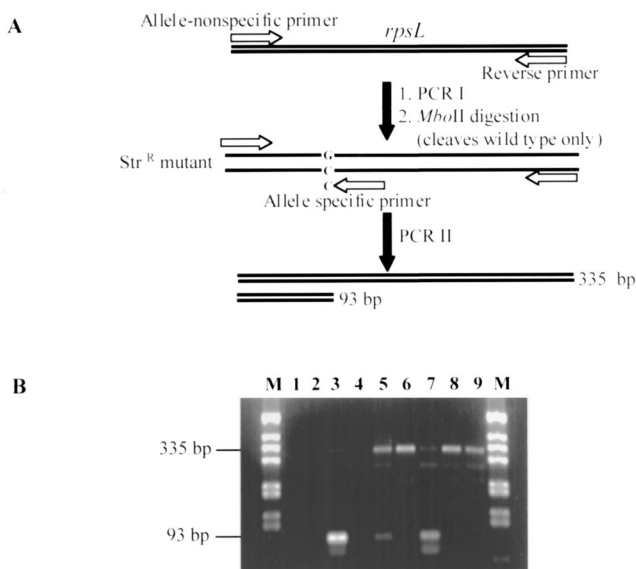 A
Allele-nonspecific primer
rpsL
Reverse primer
1. PCR I
2. MboII digestion
(cleaves wild type only)
Str R mutant
G
C
C
Allele specific primer
PCR II
335 bp
93 bp
B
M 1 2 3 4 5 6 7 8 9 M
335 bp
93 bp